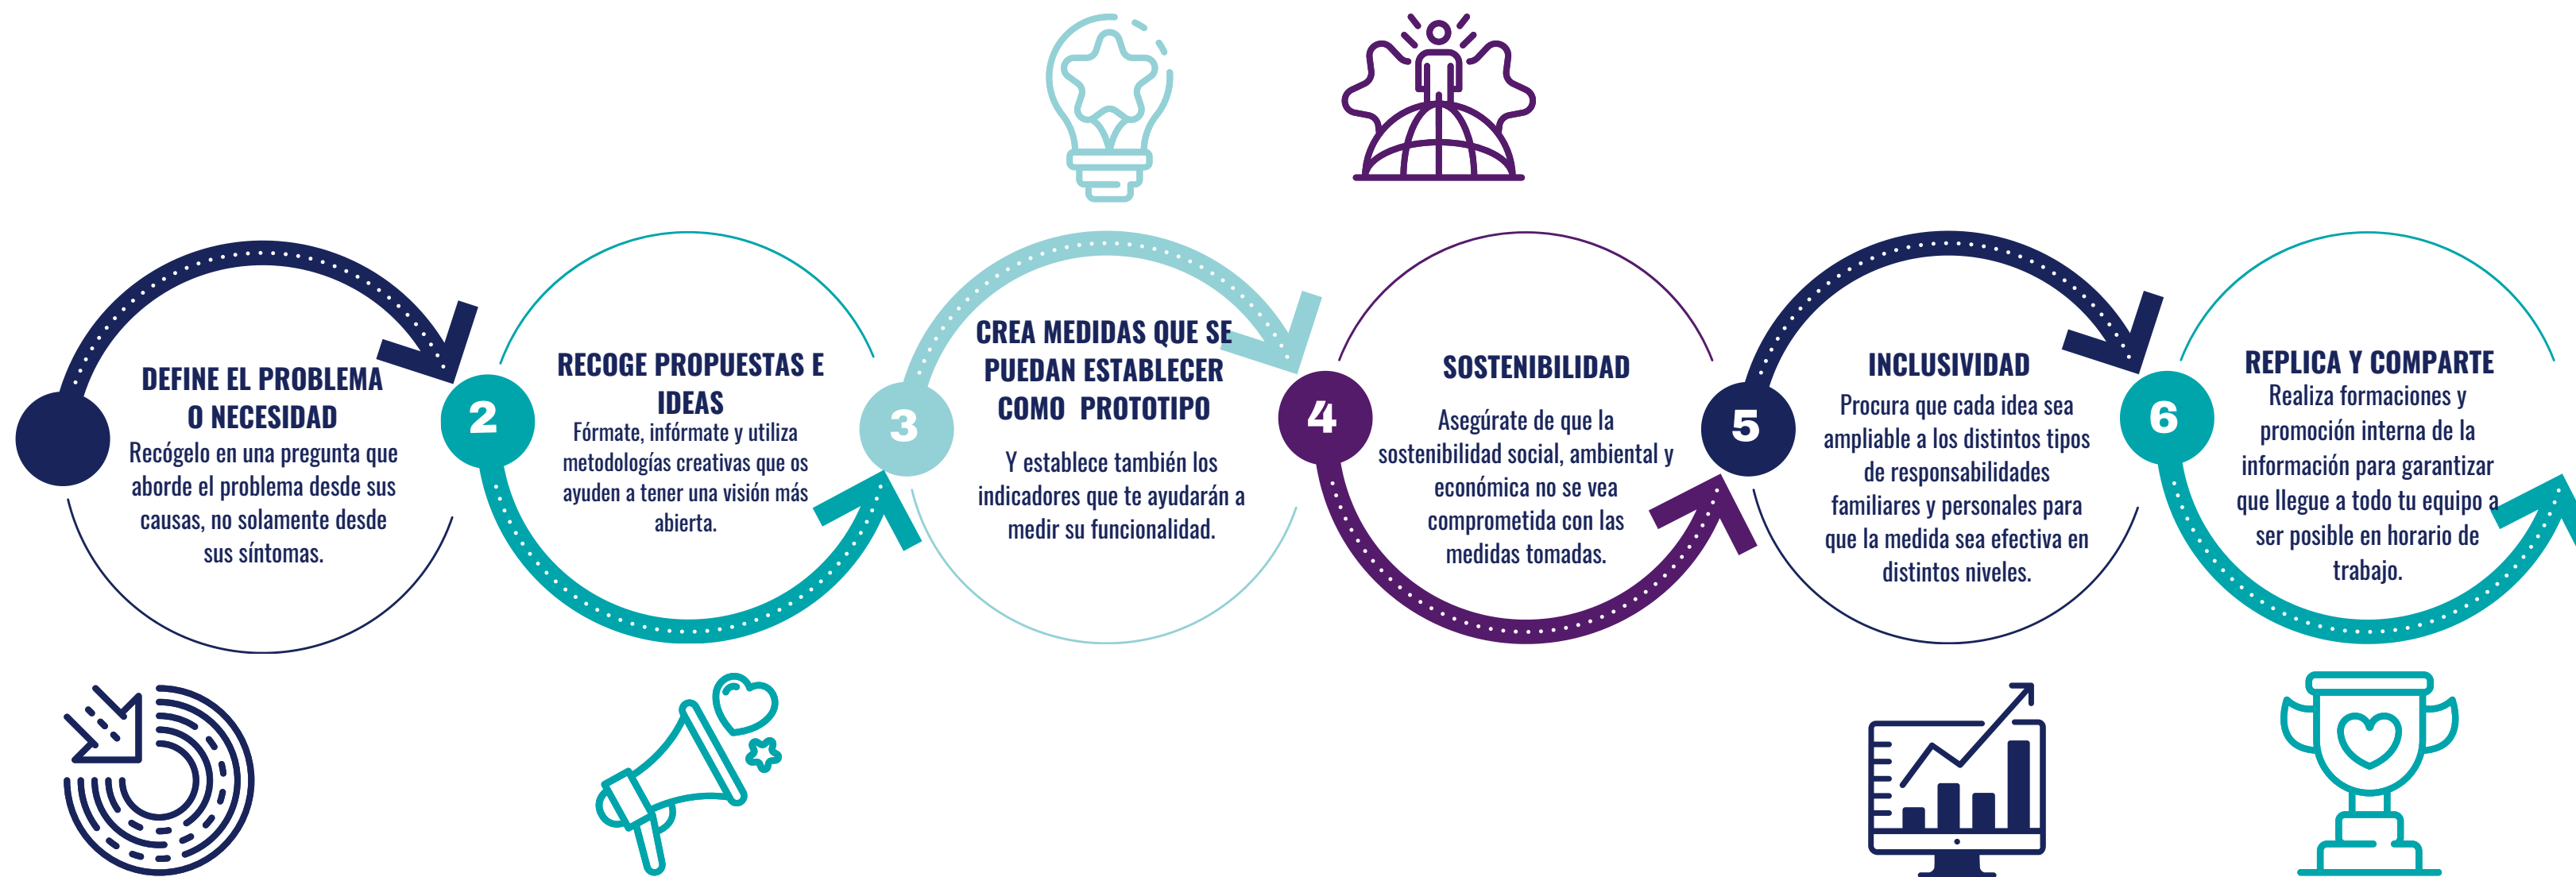 DEFINE EL PROBLEMA
O NECESIDAD
Recógelo en una pregunta que
aborde el problema desde sus
causas, no solamente desde
sus síntomas.
2
RECOGE PROPUESTAS E
IDEAS
Fórmate, infórmate y utiliza
metodologías creativas que os
ayuden a tener una visión más
abierta.
3
CREA MEDIDAS QUE SE
PUEDAN ESTABLECER
COMO PROTOTIPO
Y establece también los
indicadores que te ayudarán a
medir su funcionalidad.
4
SOSTENIBILIDAD
Asegúrate de que la
sostenibilidad social, ambiental y
económica no se vea
comprometida con las
medidas tomadas.
5
INCLUSIVIDAD
Procura que cada idea sea
ampliable a los distintos tipos
de responsabilidades
familiares y personales para
que la medida sea efectiva en
distintos niveles.
6
REPLICA Y COMPARTE
Realiza formaciones y
promoción interna de la
información para garantizar
que llegue a todo tu equipo a
ser posible en horario de
trabajo.